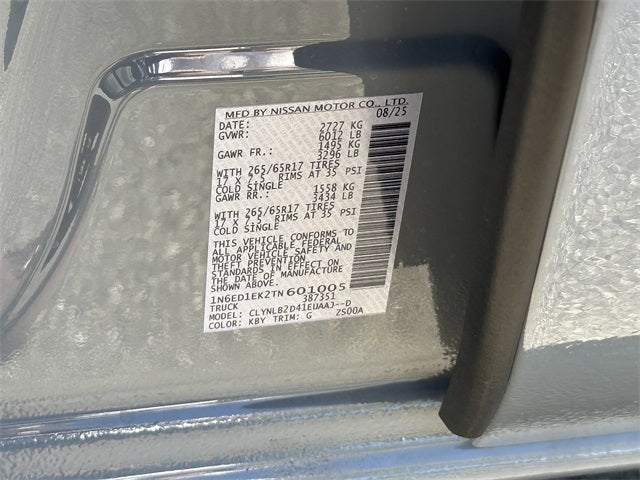 MFD BY NISSAN MOTOR CO., LTD.
DATE: 08/25
GVWR: 2727 KG
6012 LB
GAWR FR.: 1495 KG
3296 LB
WITH 265/65R17 TIRES
17 X 7.5 RIMS AT 35 PSI
COLD SINGLE
GAWR RR.: 1558 KG
3434 LB
WITH 265/65R17 TIRES
17 X 7.5 RIMS AT 35 PSI
COLD SINGLE
THIS VEHICLE CONFORMS TO
ALL APPLICABLE FEDERAL
MOTOR VEHICLE SAFETY AND
THEFT PREVENTION
STANDARDS IN EFFECT ON
THE DATE OF MANUFACTURE
SHOWN ABOVE.
1N6ED1EK2TN601005
TRUCK 387351
MODEL: CLYNLB2D41EUAAJ--D
COLOR: KBY TRIM: G ZS00A